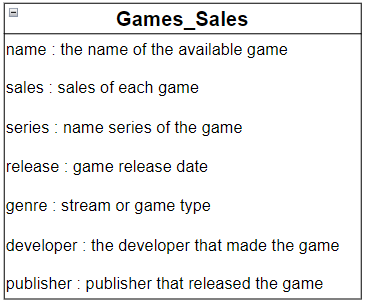 Games_Sales
name : the name of the available game
sales : sales of each game
series : name series of the game
release : game release date
genre : stream or game type
developer : the developer that made the game
publisher : publisher that released the game